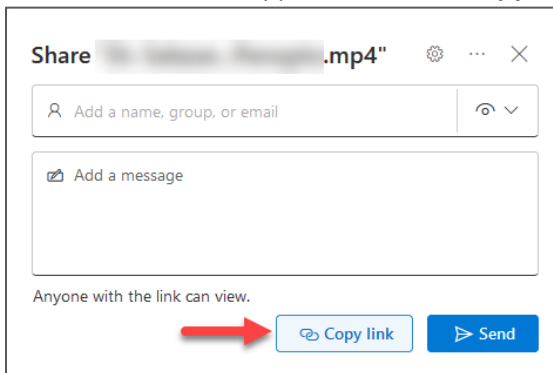 Share .mp4"
Add a name, group, or email
Add a message
Anyone with the link can view.
Copy link Send